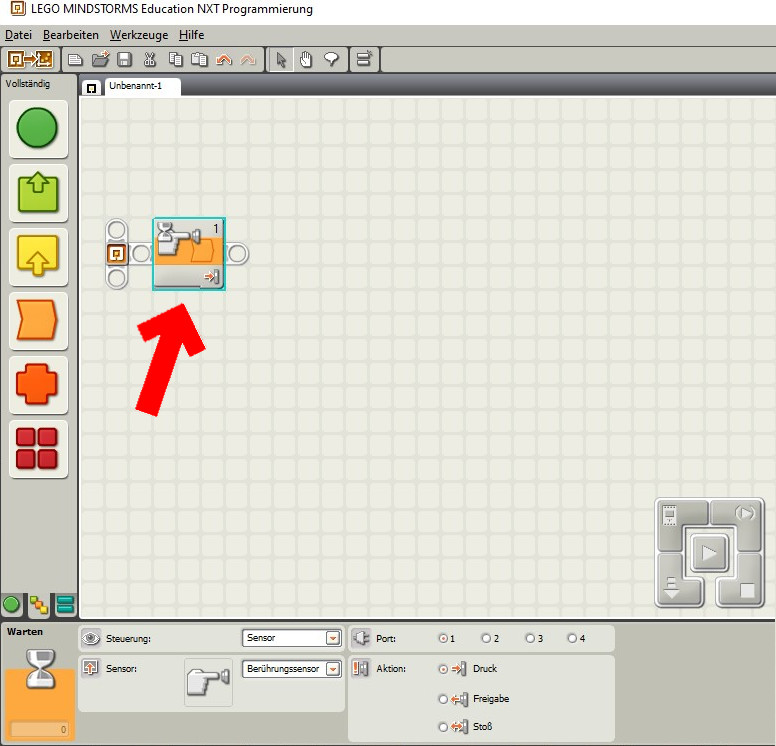 LEGO MINDSTORMS Education NXT Programmierung
Datei Bearbeiten Werkzeuge Hilfe
Vollständig
Unbenannt-1
1
Warten
0
Steuerung:
Sensor
Sensor:
Berührungssensor
Port:
1 2 3 4
Aktion:
Druck
Freigabe
Stoß